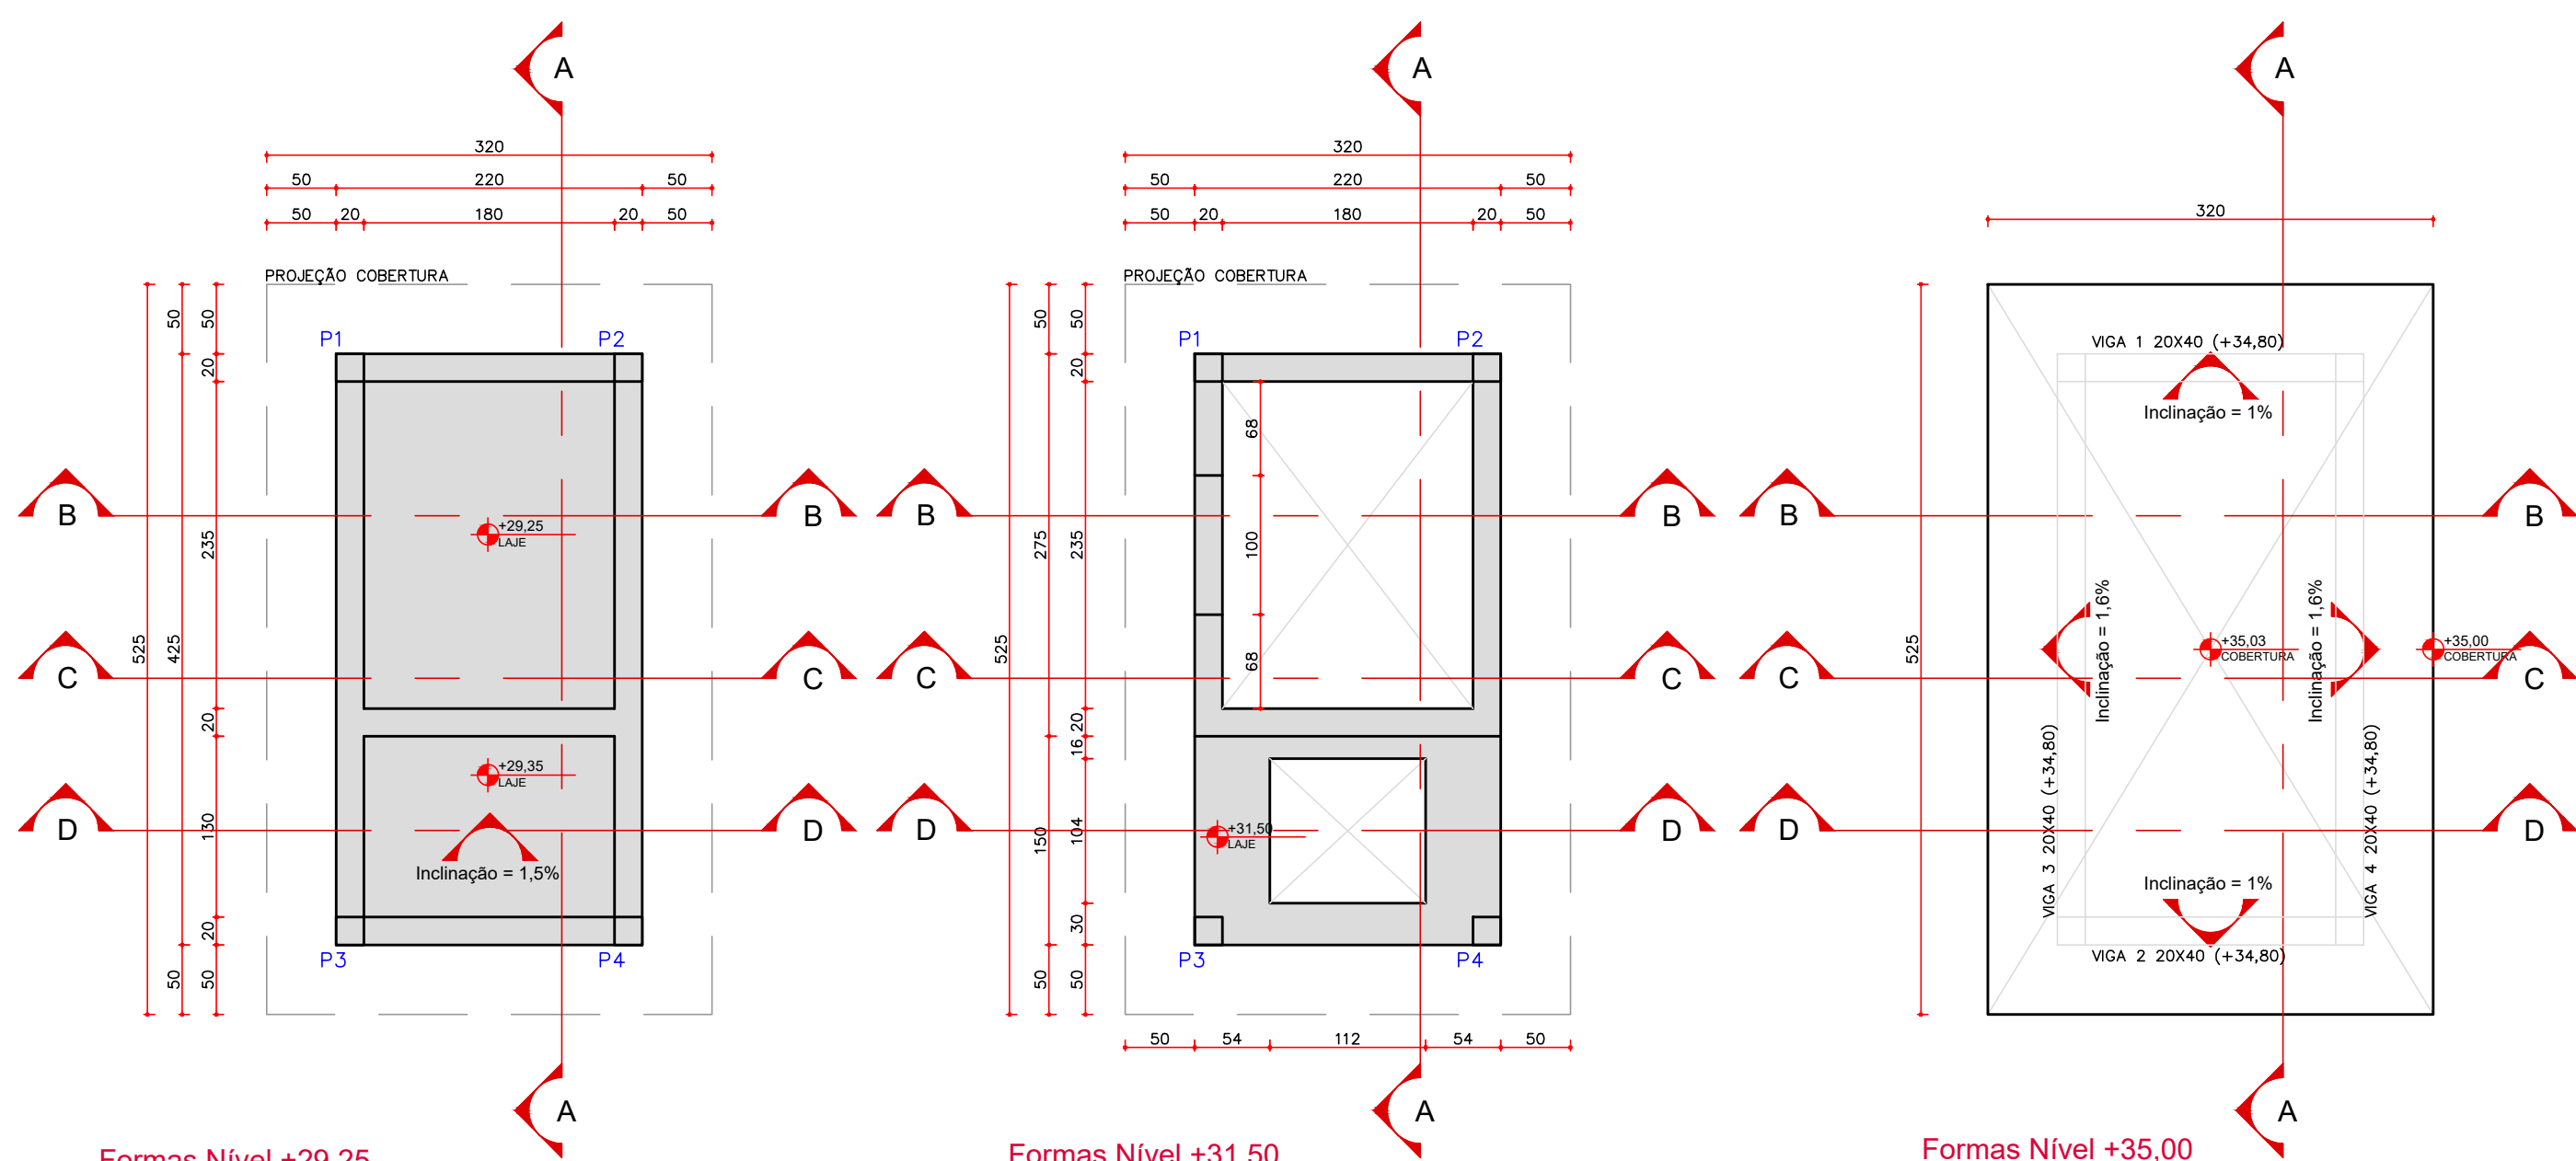 A
A
A
320
50 220 50
50 20 180 20 50
320
50 220 50
50 20 180 20 50
320
PROJEÇÃO COBERTURA
PROJEÇÃO COBERTURA
P1 P2
P1 P2
VIGA 1 20X40 (+34,80)
Inclinação = 1%
525
50 425 50
50 20 235 20 130 20 50
525
50 275 150 50
50 20 235 20 16 104 30 50
68 100 68
525
B B
B B
B B
+29,25
LAJE
C C
C C
C C
Inclinação = 1,6%
Inclinação = 1,6%
+35,03
COBERTURA
+35,00
COBERTURA
+29,35
LAJE
VIGA 3 20X40 (+34,80)
VIGA 4 20X40 (+34,80)
D D
D D
D D
+31,50
LAJE
Inclinação = 1,5%
Inclinação = 1%
P3 P4
P3 P4
VIGA 2 20X40 (+34,80)
50 54 112 54 50
A
A
A
Formas Nível +29,25
Formas Nível +31,50
Formas Nível +35,00